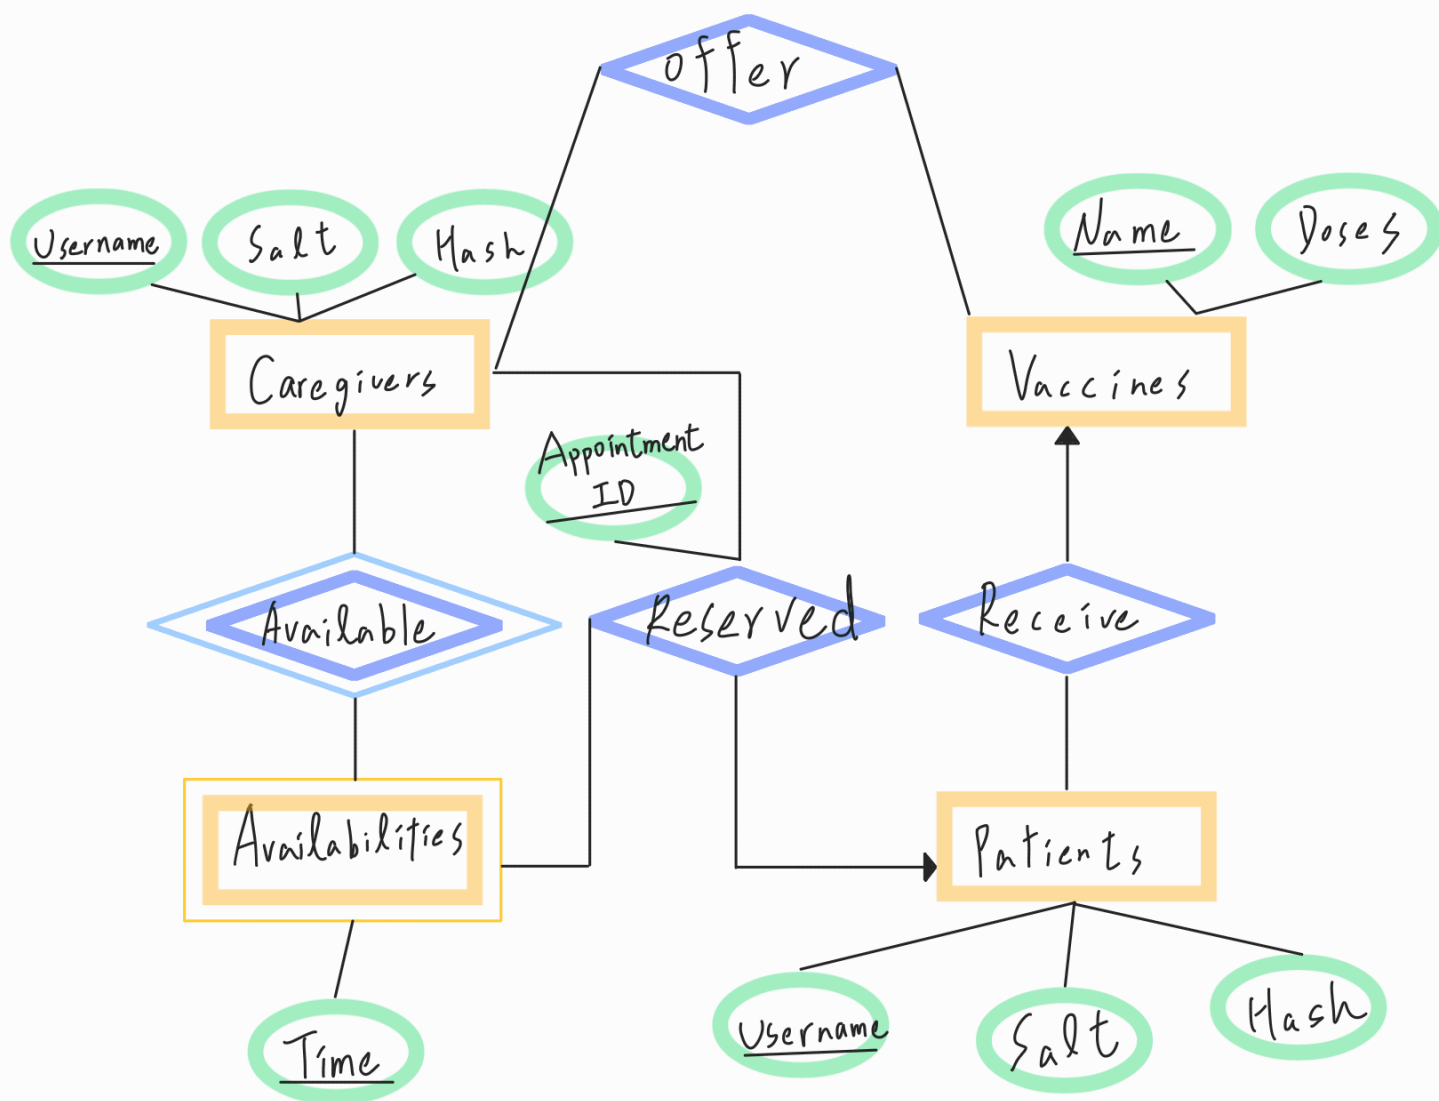 offer
Username
Salt
Hash
Name
Doses
Caregivers
Vaccines
Appointment
ID
Available
Reserved
Receive
Availabilities
Patients
Time
Username
Salt
Hash